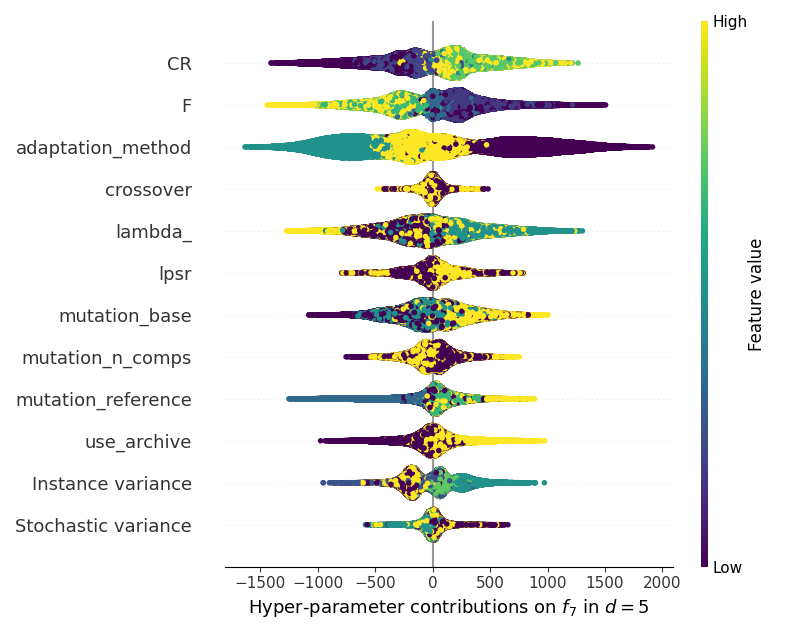 High
CR
F
adaptation_method
crossover
lambda_
lpsr
mutation_base
mutation_n_comps
mutation_reference
use_archive
Instance variance
Stochastic variance
Feature value
Low
−1500 −1000 −500 0 500 1000 1500 2000
Hyper-parameter contributions on f₇ in d = 5